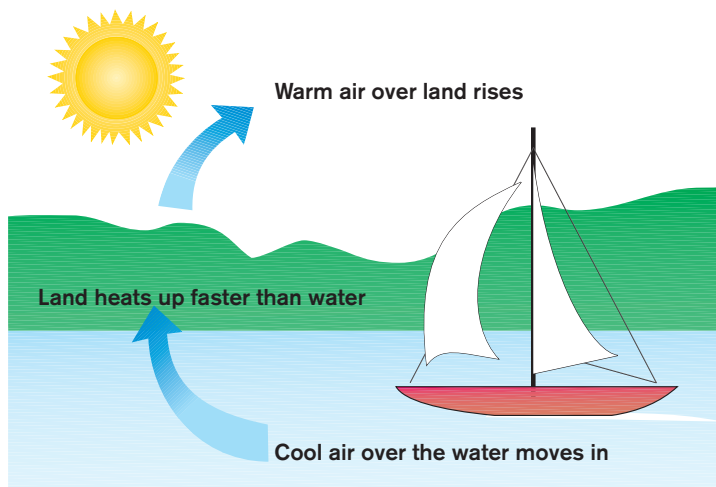 Warm air over land rises
Land heats up faster than water
Cool air over the water moves in